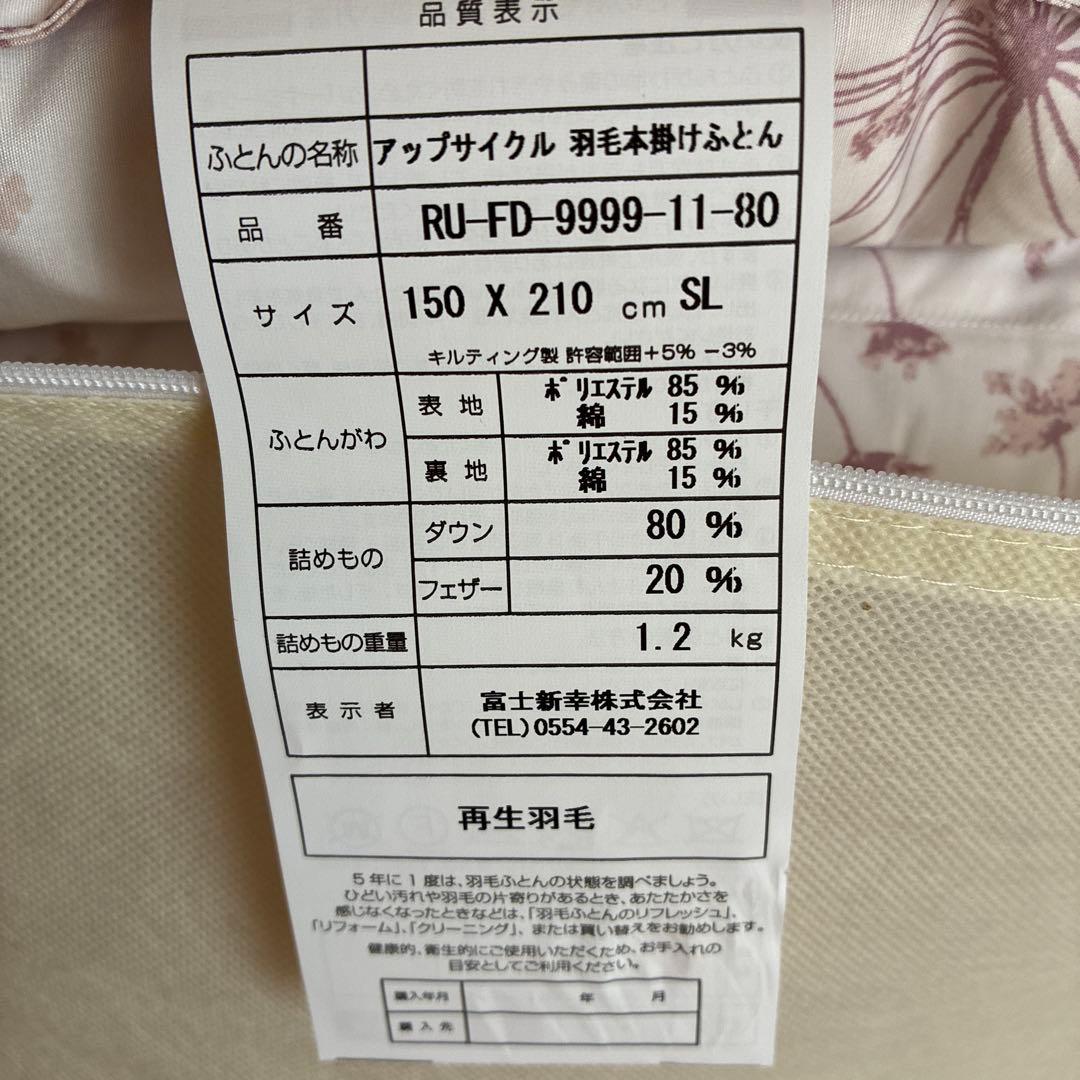 品質表示
ふとんの名称 アップサイクル 羽毛本掛けふとん
品番 RU-FD-9999-11-80
サイズ 150 X 210 cm SL
キルティング製 許容範囲+5% -3%
ふとんがわ 表地 ポリエステル 85 %
綿 15 %
裏地 ポリエステル 85 %
綿 15 %
詰めもの ダウン 80 %
フェザー 20 %
詰めもの重量 1.2 kg
表示者 富士新幸株式会社
(TEL)0554-43-2602
再生羽毛
5年に1度は、羽毛ふとんの状態を調べましょう。
ひどい汚れや羽毛の片寄りがあるとき、あたたかさを
感じなくなったときなどは、「羽毛ふとんのリフレッシュ」、
「リフォーム」、「クリーニング」、または買い替えをお勧めします。
健康的、衛生的にご使用いただくため、お手入れの
目安としてご利用ください。
購入年月 年 月
購入先